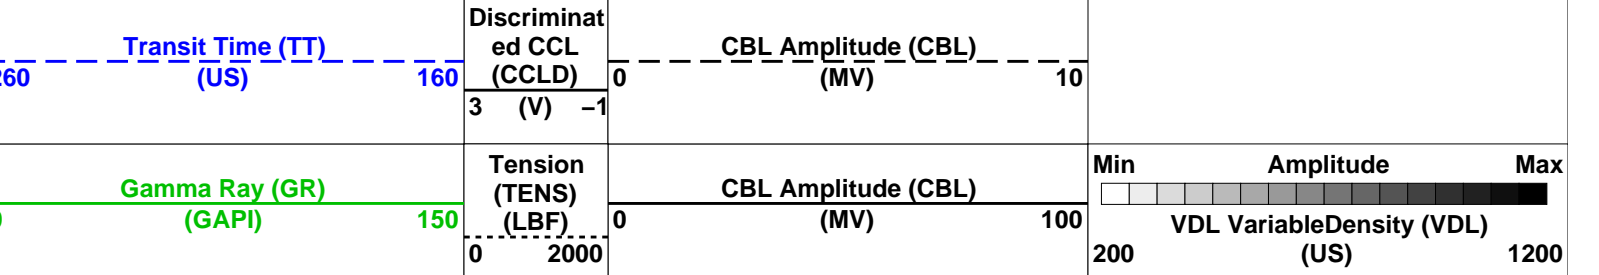 Discriminat
ed CCL
(CCLD)
3 (V) –1
Transit Time (TT)
(US) 160
CBL Amplitude (CBL)
0 (MV) 10
Gamma Ray (GR)
(GAPI) 150
Tension
(TENS)
(LBF)
0 2000
CBL Amplitude (CBL)
0 (MV) 100
Min Amplitude Max
VDL VariableDensity (VDL)
200 (US) 1200